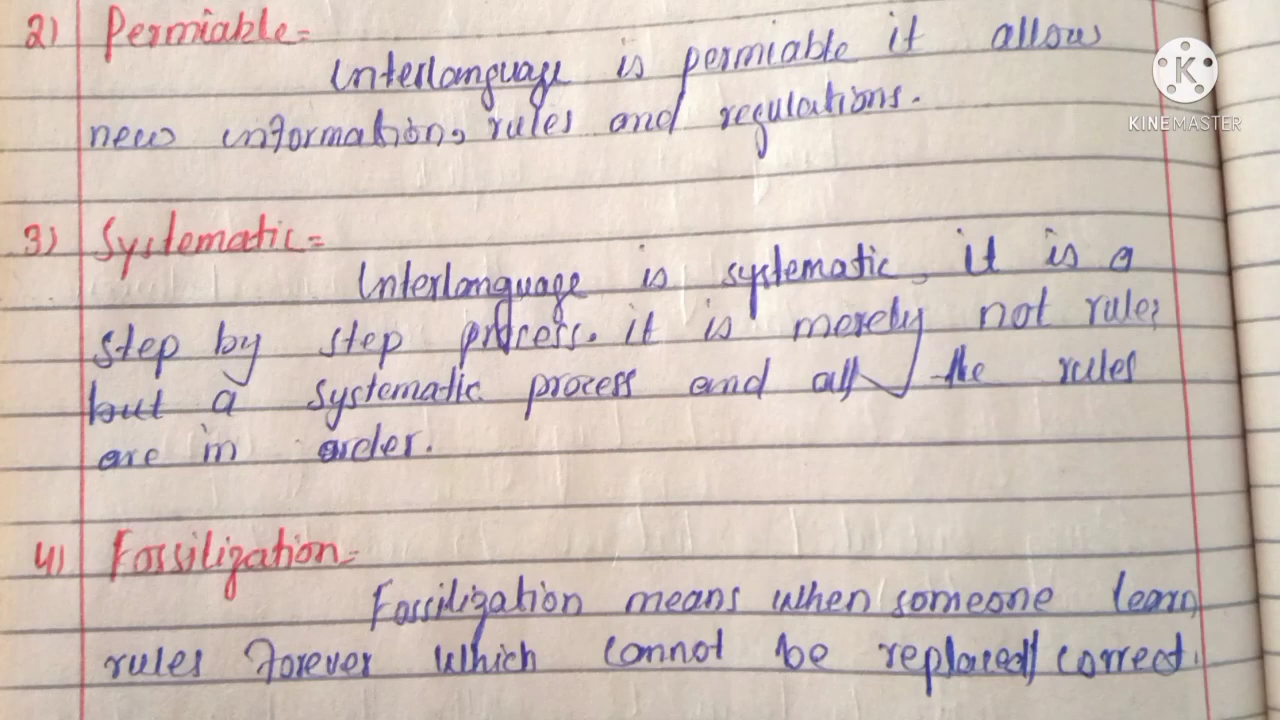 2) Permiable=
Interlanguage is permiable it allows
new informations rules and regulations.
KINEMASTER
3) Systematic=
Interlanguage is systematic, it is a
step by step process. it is merely not rules
but a systematic process and all the rules
are in order.
4) Fossilization=
Fossilization means when someone learn
rules forever which cannot be replaced/correct.